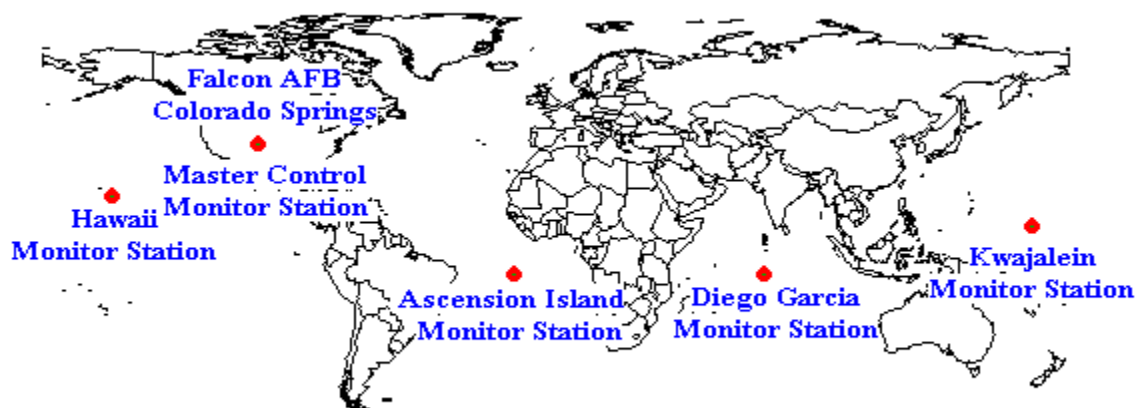 Falcon AFB
Colorado Springs
Master Control
Monitor Station
Hawaii
Monitor Station
Ascension Island
Monitor Station
Diego Garcia
Monitor Station
Kwajalein
Monitor Station